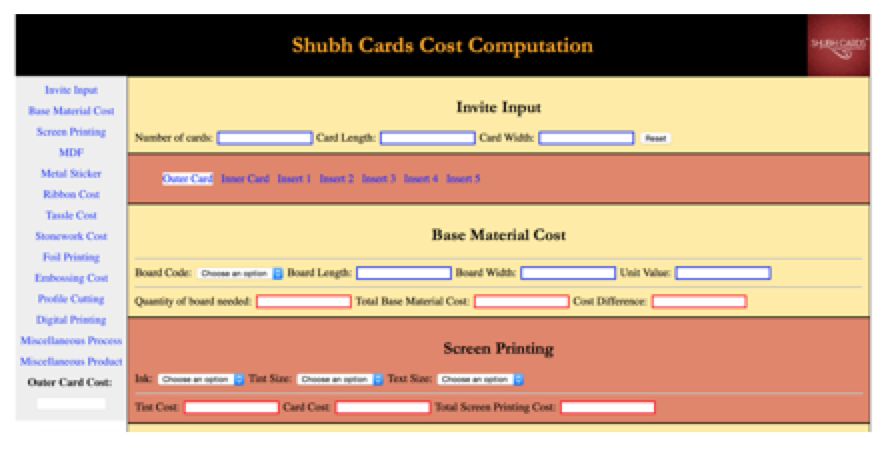 Shubh Cards Cost Computation
SHUBH CARDS
Invite Input
Base Material Cost
Screen Printing
MDF
Metal Sticker
Ribbon Cost
Tassle Cost
Stonework Cost
Foil Printing
Embossing Cost
Profile Cutting
Digital Printing
Miscellaneous Process
Miscellaneous Product
Outer Card Cost:
Invite Input
Number of cards: Card Length: Card Width: Reset
Outer Card Inner Card Insert 1 Insert 2 Insert 3 Insert 4 Insert 5
Base Material Cost
Board Code: Choose an option Board Length: Board Width: Unit Value:
Quantity of board needed: Total Base Material Cost: Cost Difference:
Screen Printing
Ink: Choose an option Tint Size: Choose an option Text Size: Choose an option
Tint Cost: Card Cost: Total Screen Printing Cost: